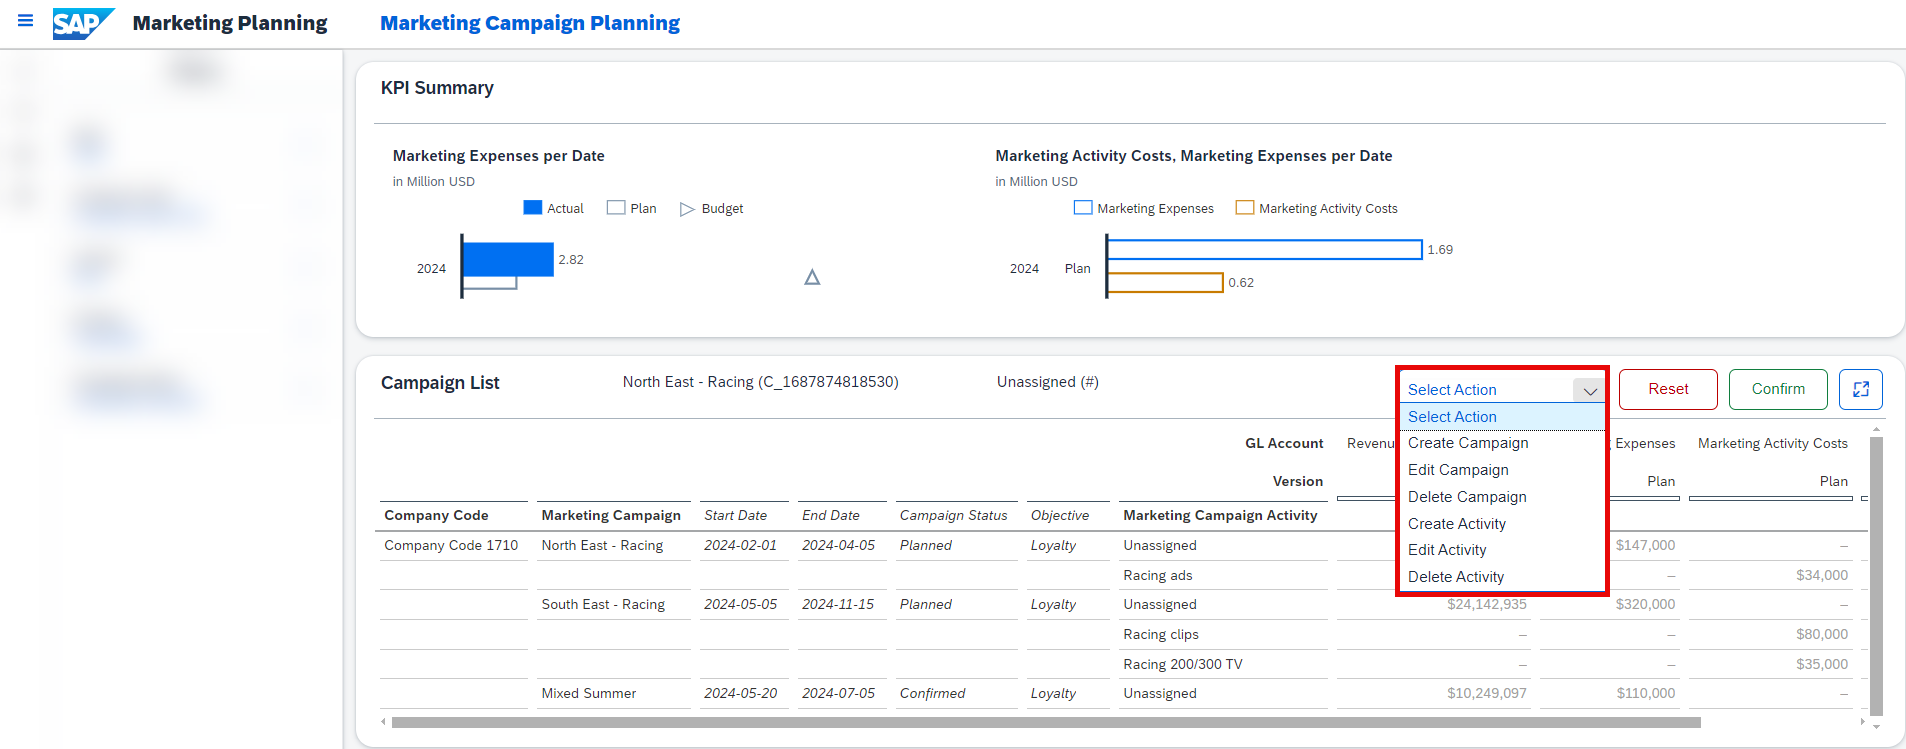 SAP Marketing Planning Marketing Campaign Planning
KPI Summary
Marketing Expenses per Date
in Million USD
Actual Plan Budget
2024 2.82
Marketing Activity Costs, Marketing Expenses per Date
in Million USD
Marketing Expenses Marketing Activity Costs
2024 Plan 1.69
0.62
Campaign List North East - Racing (C_1687874818530) Unassigned (#)
Select Action Reset Confirm
Select Action
Create Campaign
Edit Campaign
Delete Campaign
Create Activity
Edit Activity
Delete Activity
GL Account Revenu Expenses Marketing Activity Costs
Version Plan Plan
Company Code Marketing Campaign Start Date End Date Campaign Status Objective Marketing Campaign Activity
Company Code 1710 North East - Racing 2024-02-01 2024-04-05 Planned Loyalty Unassigned $147,000 –
Racing ads – $34,000
South East - Racing 2024-05-05 2024-11-15 Planned Loyalty Unassigned $24,142,935 $320,000 –
Racing clips – – $80,000
Racing 200/300 TV – – $35,000
Mixed Summer 2024-05-20 2024-07-05 Confirmed Loyalty Unassigned $10,249,097 $110,000 –